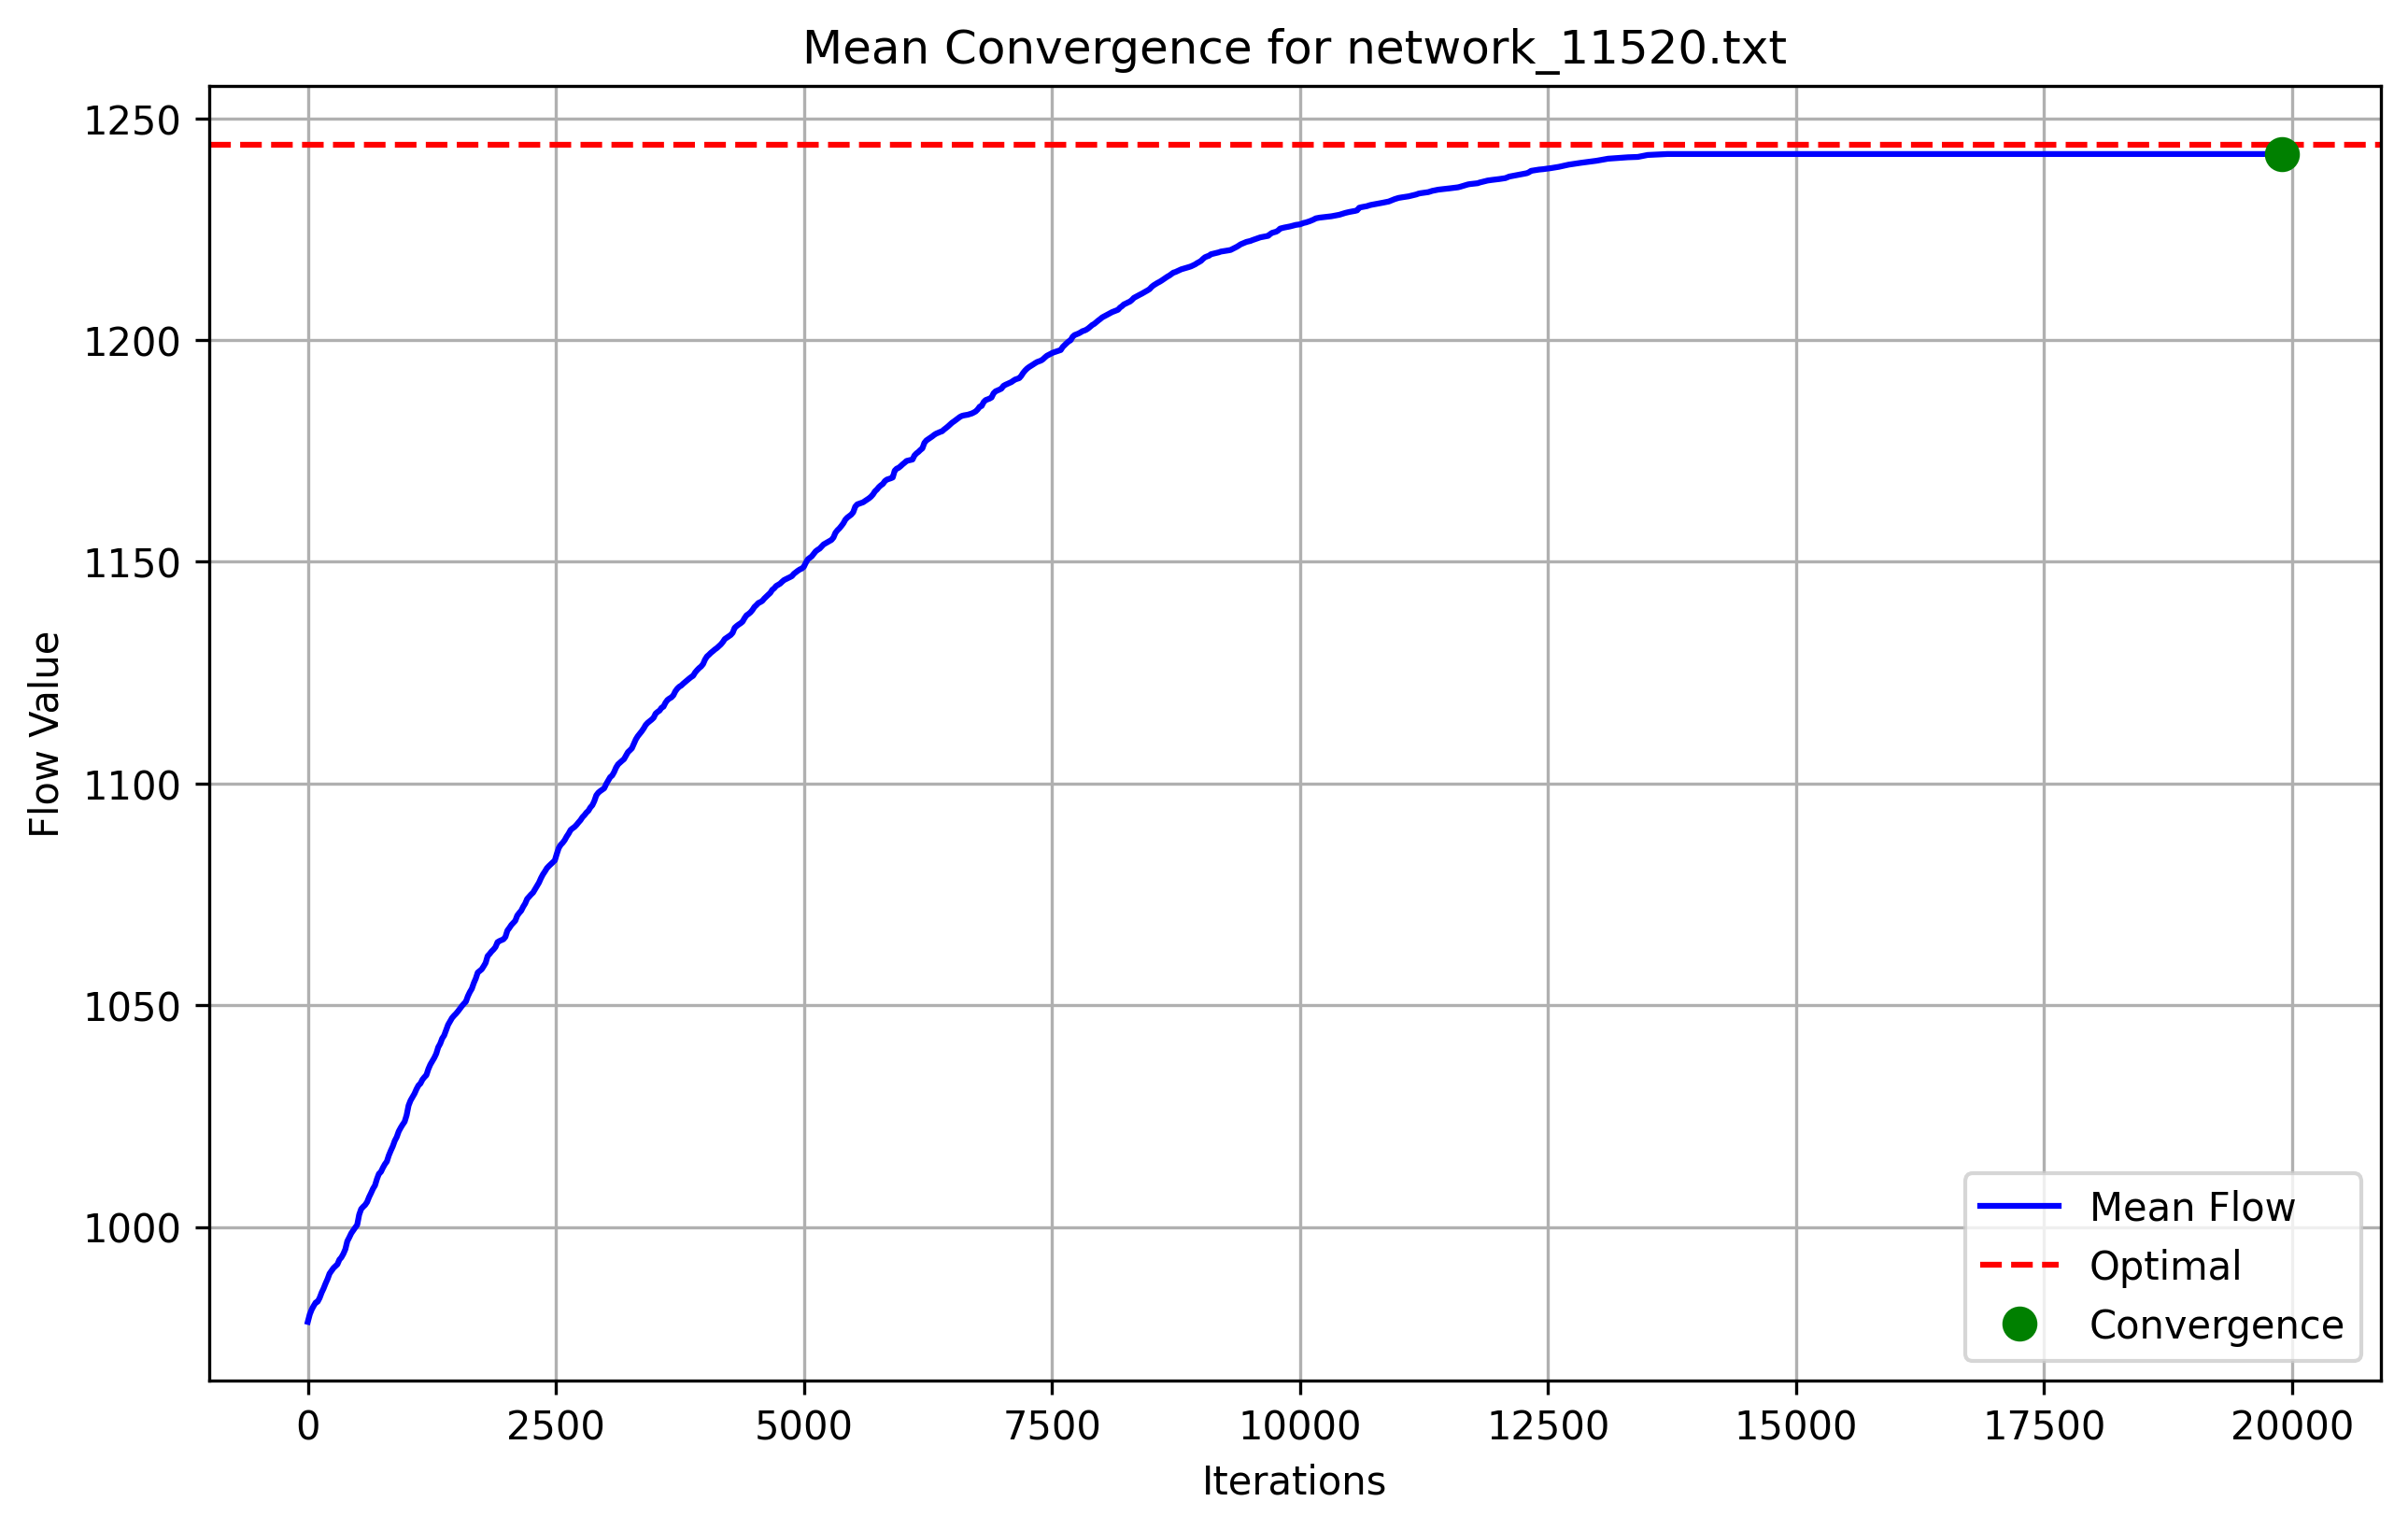 Mean Convergence for network_11520.txt
1250
1200
1150
1100
1050
1000
Flow Value
0 2500 5000 7500 10000 12500 15000 17500 20000
Iterations
Mean Flow
Optimal
Convergence